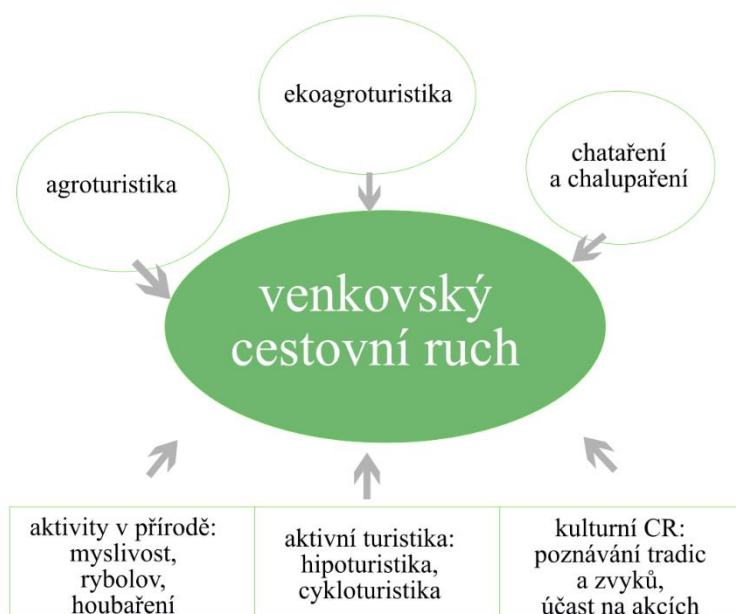 ekoagroturistika
agroturistika
chataření
a chalupaření
venkovský
cestovní ruch
aktivity v přírodě:
myslivost,
rybolov,
houbaření
aktivní turistika:
hipoturistika,
cykloturistika
kulturní CR:
poznávání tradic
a zvyků,
účast na akcích